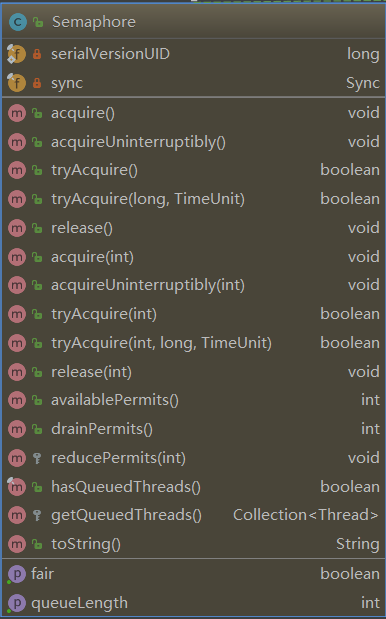 Semaphore
serialVersionUID long
sync Sync
acquire() void
acquireUninterruptibly() void
tryAcquire() boolean
tryAcquire(long, TimeUnit) boolean
release() void
acquire(int) void
acquireUninterruptibly(int) void
tryAcquire(int) boolean
tryAcquire(int, long, TimeUnit) boolean
release(int) void
availablePermits() int
drainPermits() int
reducePermits(int) void
hasQueuedThreads() boolean
getQueuedThreads() Collection<Thread>
toString() String
fair boolean
queueLength int